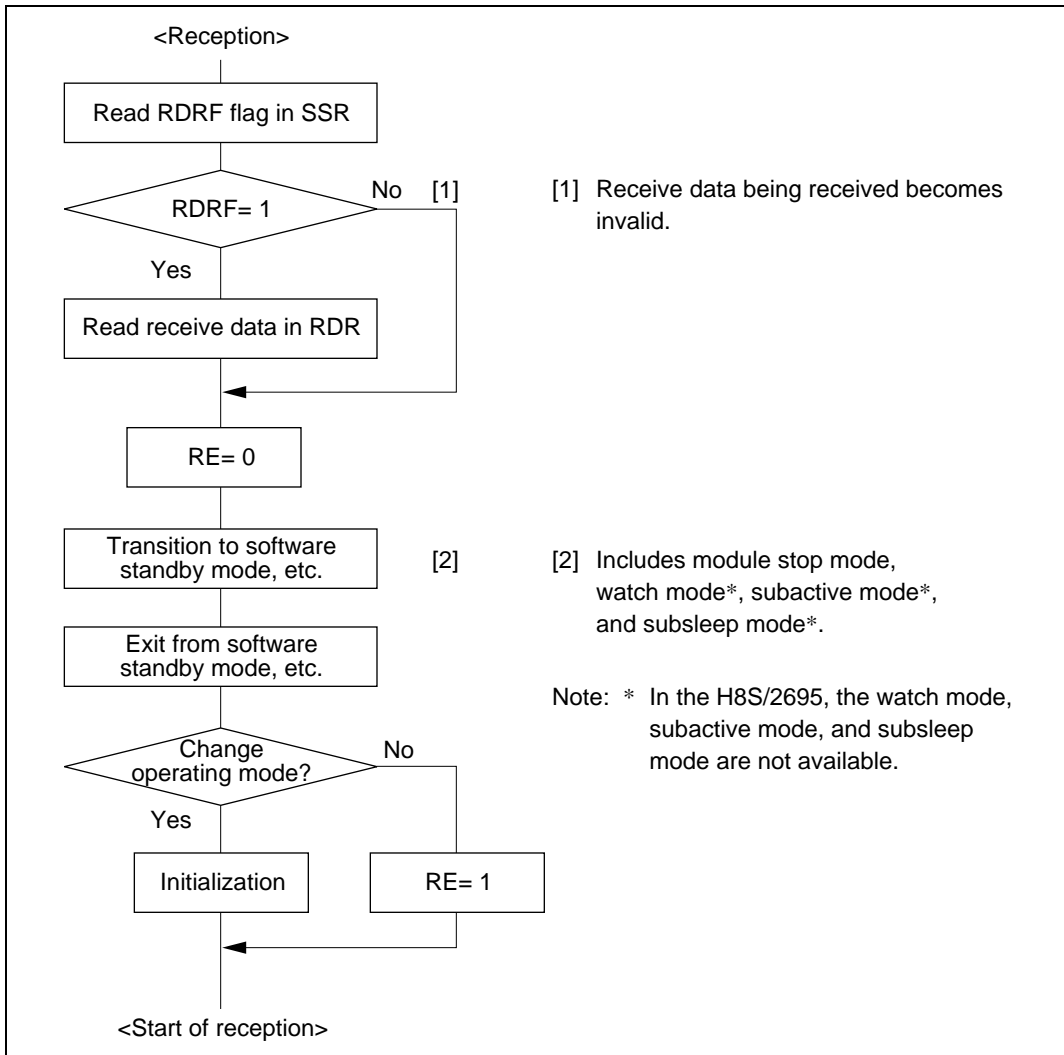 <Reception>
Read RDRF flag in SSR
RDRF= 1
No
[1]
Yes
Read receive data in RDR
RE= 0
Transition to software
standby mode, etc.
[2]
Exit from software
standby mode, etc.
Change
operating mode?
No
Yes
Initialization
RE= 1
<Start of reception>
[1] Receive data being received becomes
invalid.
[2] Includes module stop mode,
watch mode*, subactive mode*,
and subsleep mode*.
Note: * In the H8S/2695, the watch mode,
subactive mode, and subsleep
mode are not available.